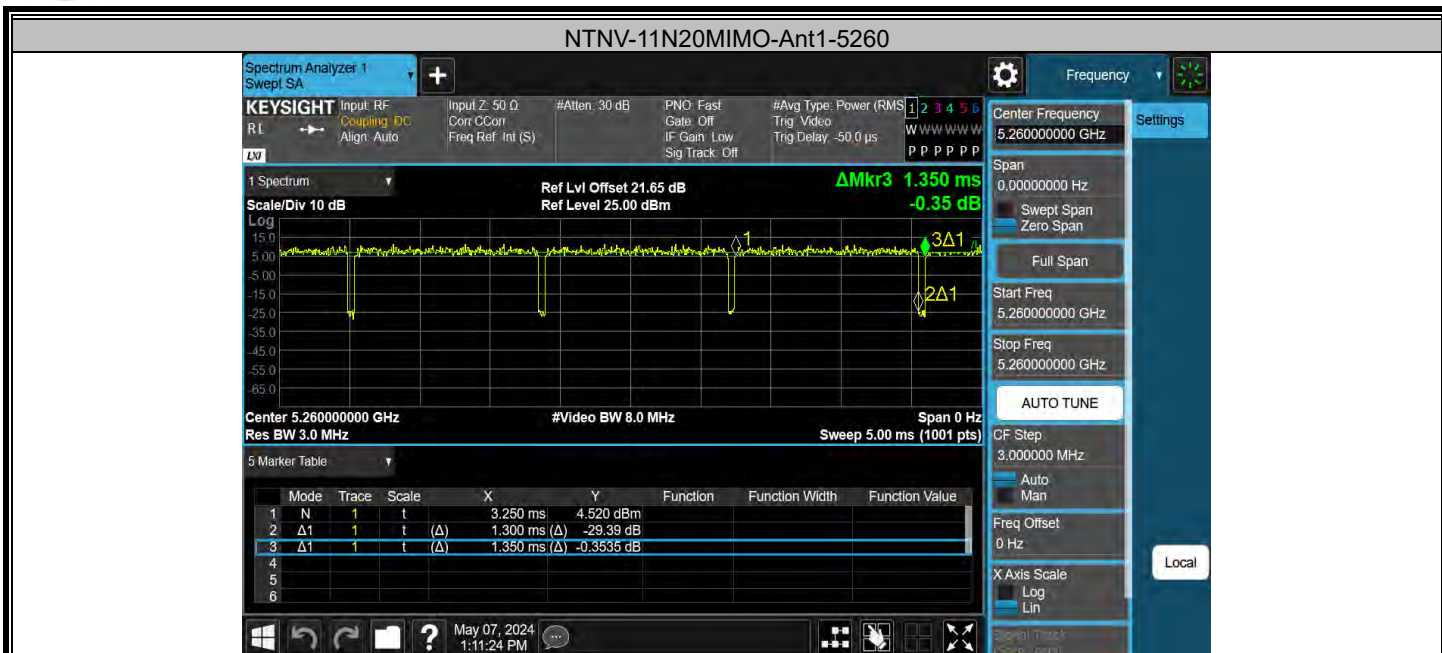 NTNV-11N20MIMO-Ant1-5260
Spectrum Analyzer 1
Swept SA
Frequency
KEYSIGHT
RL
LXI
Input: RF
Coupling: DC
Align: Auto
Input Z: 50 Ω
Corr CCorr
Freq Ref: Int (S)
#Atten: 30 dB
PNO: Fast
Gate: Off
IF Gain: Low
Sig Track: Off
#Avg Type: Power (RMS
Trig: Video
Trig Delay: -50.0 µs
1 2 3 4 5 6
W W W W W W
P P P P P P
1 Spectrum
Scale/Div 10 dB
Log
Ref Lvl Offset 21.65 dB
Ref Level 25.00 dBm
ΔMkr3 1.350 ms
-0.35 dB
15.0
5.00
-5.00
-15.0
-25.0
-35.0
-45.0
-55.0
-65.0
1
3Δ1
2Δ1
Center 5.260000000 GHz
#Video BW 8.0 MHz
Span 0 Hz
Res BW 3.0 MHz
Sweep 5.00 ms (1001 pts)
5 Marker Table
Mode Trace Scale X Y Function Function Width Function Value
1 N 1 t 3.250 ms 4.520 dBm
2 Δ1 1 t (Δ) 1.300 ms (Δ) -29.39 dB
3 Δ1 1 t (Δ) 1.350 ms (Δ) -0.3535 dB
4
5
6
?
May 07, 2024
1:11:24 PM
Center Frequency
5.260000000 GHz
Settings
Span
0.00000000 Hz
Swept Span
Zero Span
Full Span
Start Freq
5.260000000 GHz
Stop Freq
5.260000000 GHz
AUTO TUNE
CF Step
3.000000 MHz
Auto
Man
Freq Offset
0 Hz
X Axis Scale
Log
Lin
Local